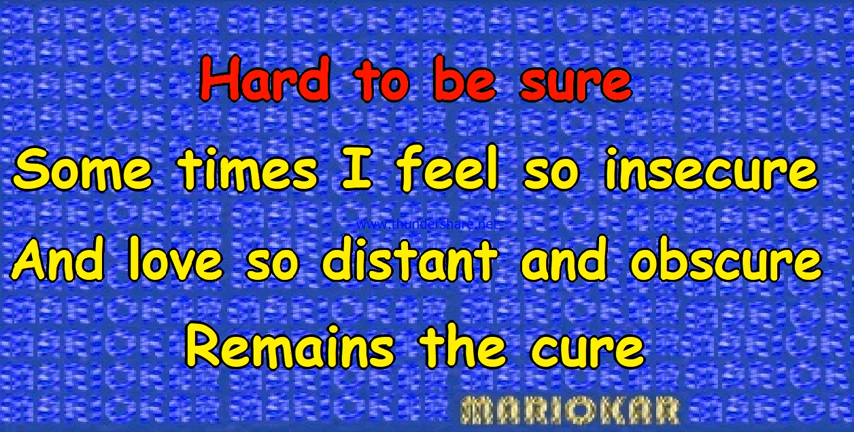 Hard to be sure
Some times I feel so insecure
www.thundershare.net
And love so distant and obscure
Remains the cure
MARIOKAR